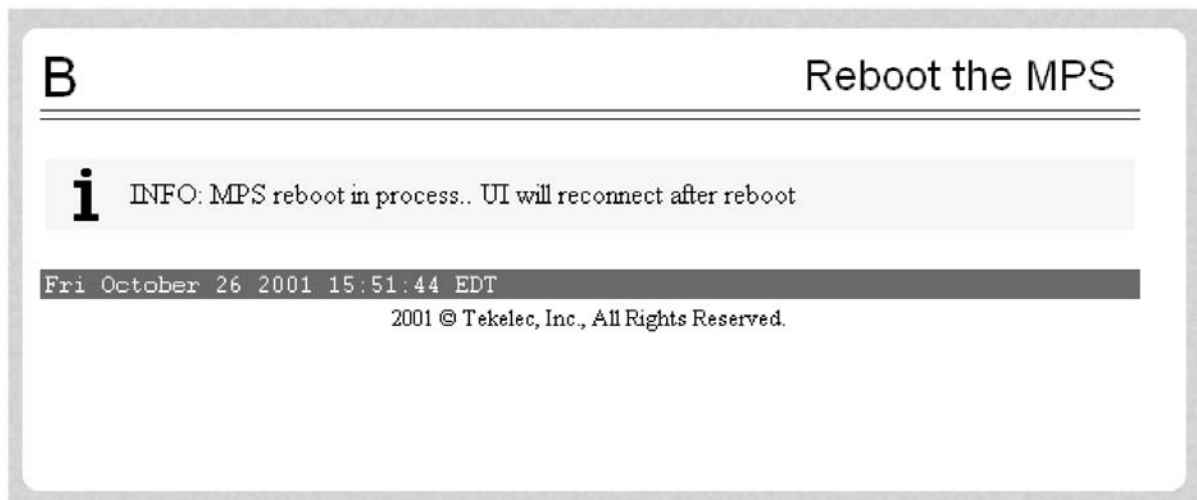 B
Reboot the MPS
i
INFO: MPS reboot in process.. UI will reconnect after reboot
Fri October 26 2001 15:51:44 EDT
2001 © Tekelec, Inc., All Rights Reserved.